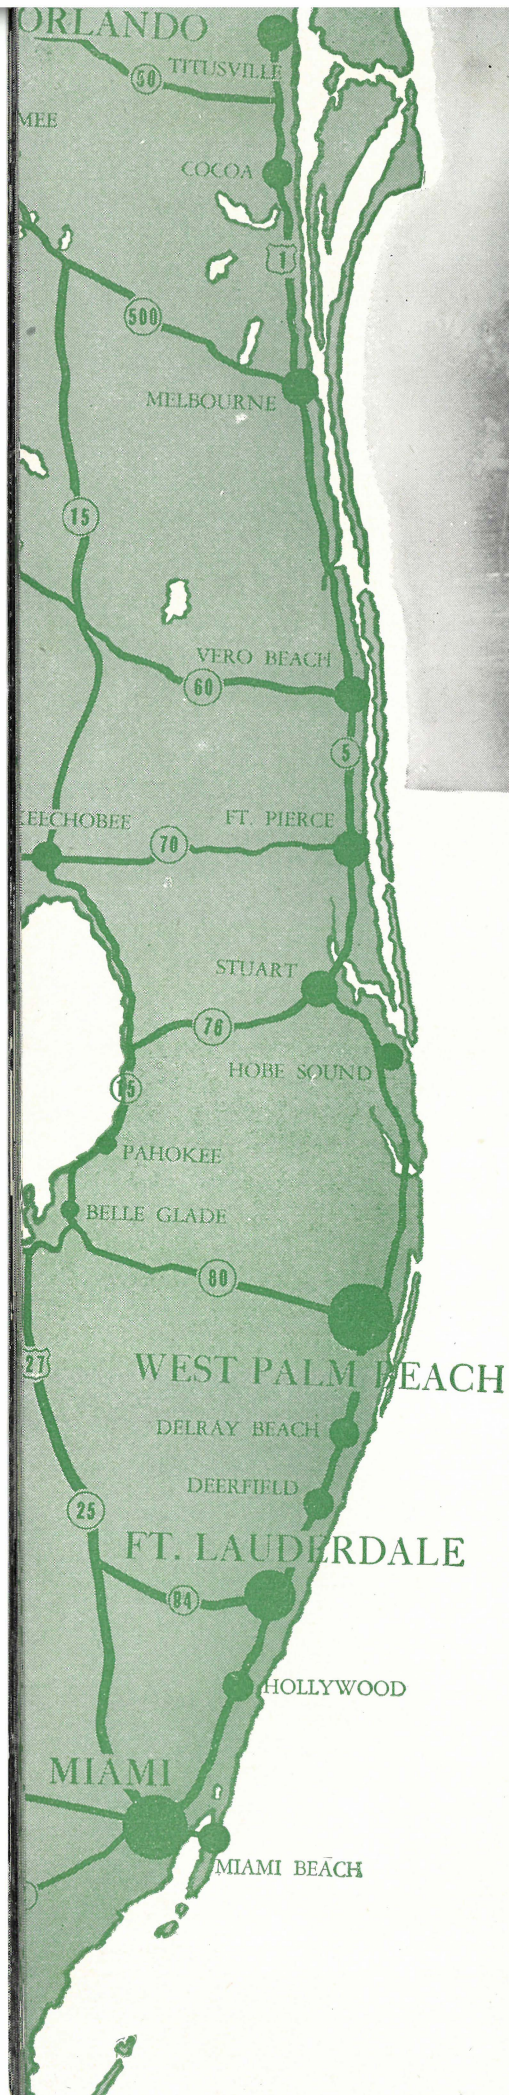 ORLANDO
TITUSVILLE
50
MEE
COCOA
1
500
MELBOURNE
15
VERO BEACH
60
5
EECHOBEE
FT. PIERCE
70
STUART
76
HOBE SOUND
15
PAHOKEE
BELLE GLADE
80
27
WEST PALM BEACH
DELRAY BEACH
DEERFIELD
25
FT. LAUDERDALE
84
HOLLYWOOD
MIAMI
MIAMI BEACH